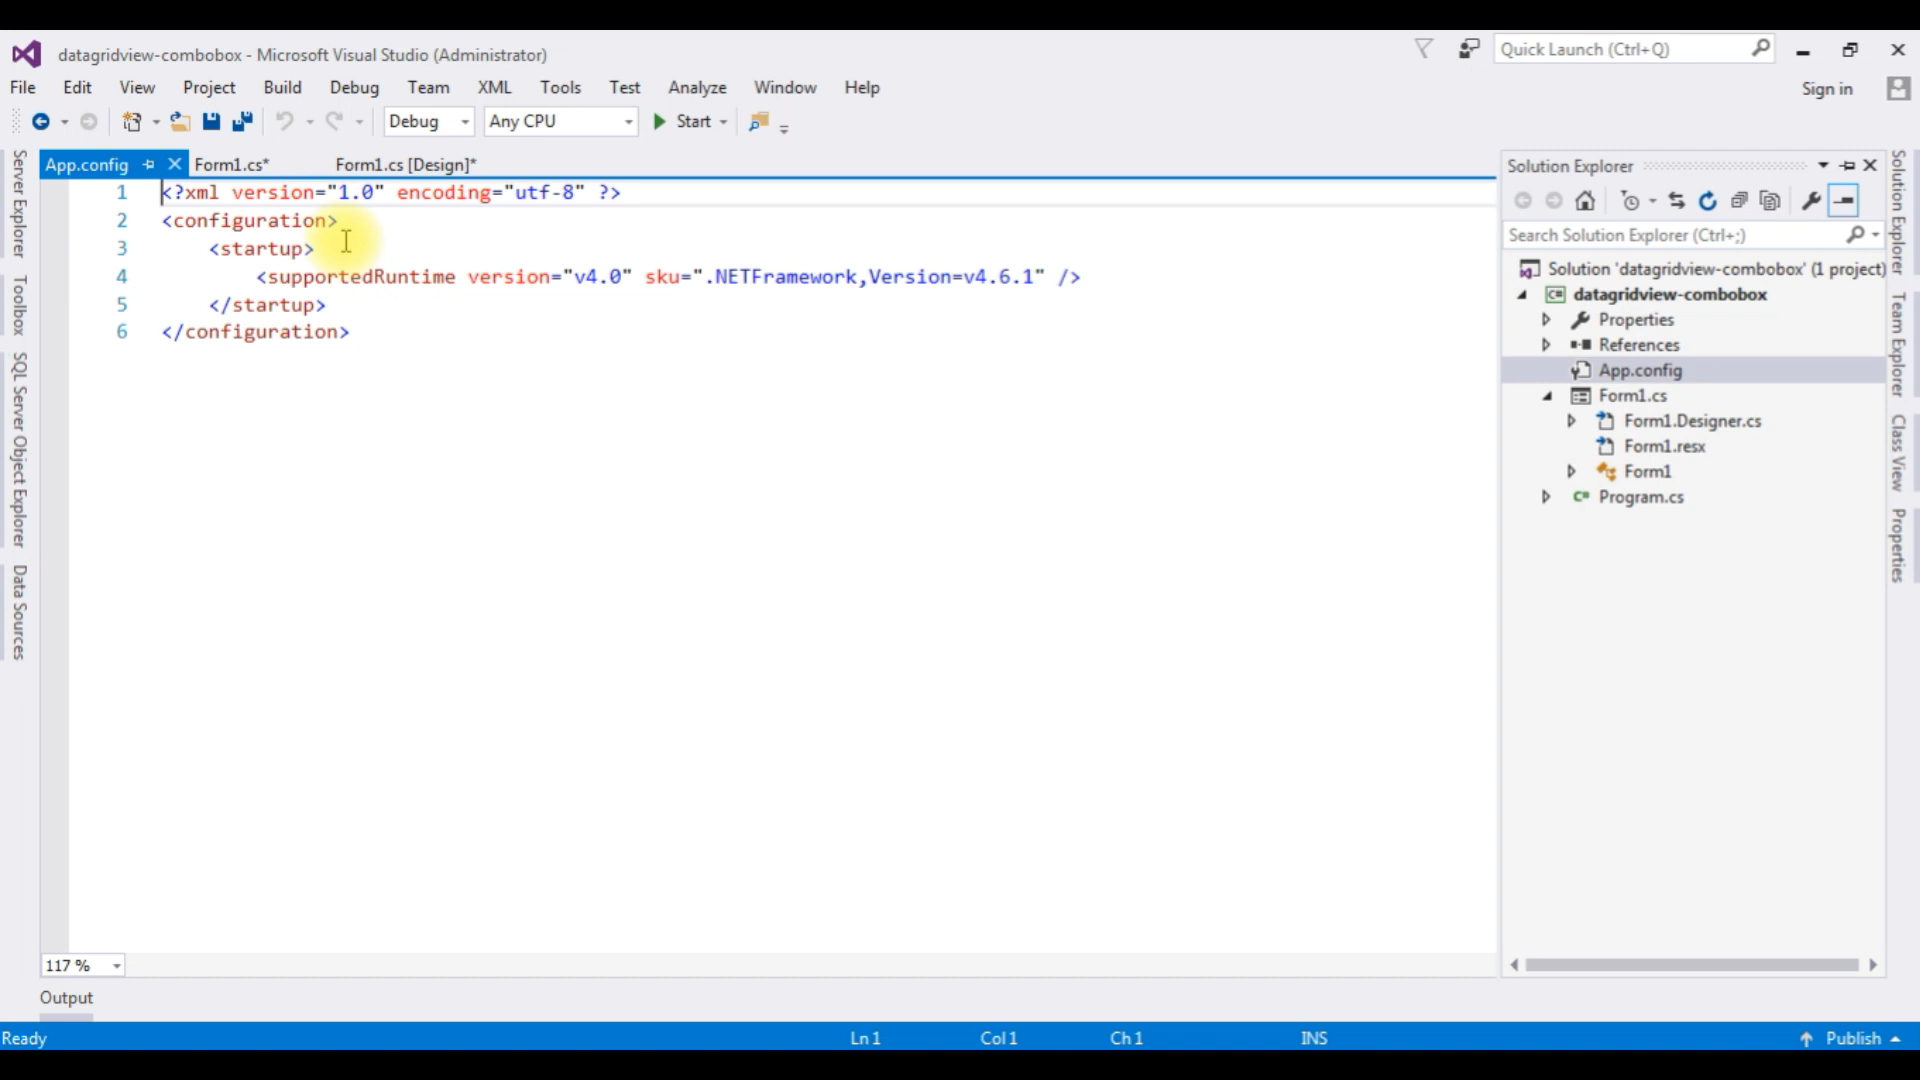 datagridview-combobox - Microsoft Visual Studio (Administrator)
Quick Launch (Ctrl+Q)
File Edit View Project Build Debug Team XML Tools Test Analyze Window Help
Sign in
Debug Any CPU Start
Server Explorer
Toolbox
SQL Server Object Explorer
Data Sources
App.config Form1.cs* Form1.cs [Design]*
1 <?xml version="1.0" encoding="utf-8" ?>
2 <configuration>
3 <startup>
4 <supportedRuntime version="v4.0" sku=".NETFramework,Version=v4.6.1" />
5 </startup>
6 </configuration>
117 %
Output
Solution Explorer
Search Solution Explorer (Ctrl+;)
Solution 'datagridview-combobox' (1 project)
datagridview-combobox
Properties
References
App.config
Form1.cs
Form1.Designer.cs
Form1.resx
Form1
Program.cs
Solution Explorer
Team Explorer
Class View
Properties
Ready Ln 1 Col 1 Ch 1 INS Publish